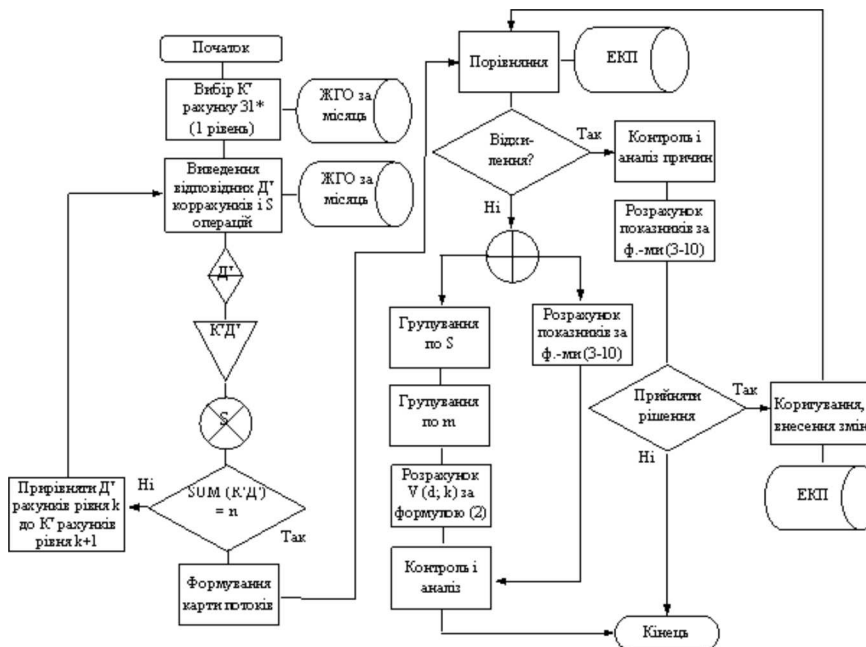 Початок
Вибір К'
рахунку 31*
(1 рівень)
ЖГО за
місяць
Виведення
відповідних Д'
коррахунків і S
операцій
ЖГО за
місяць
Д'
К'Д'
S
SUM (К'Д')
= n
Ні
Так
Прирівняти Д'
рахунків рівня k
до К' рахунків
рівня k+1
Формування
карти потоків
Порівняння
ЕКП
Відхи-
лення?
Так
Ні
Контроль і
аналіз причин
Розрахунок
показників за
ф.-ми (3-10)
Групування
по S
Розрахунок
показників за
ф.-ми (3-10)
Групування
по m
Розрахунок
V (d; k) за
формулою (2)
Контроль і
аналіз
Прийняти
рішення
Так
Ні
Коригування,
внесення змін
ЕКП
Кінець